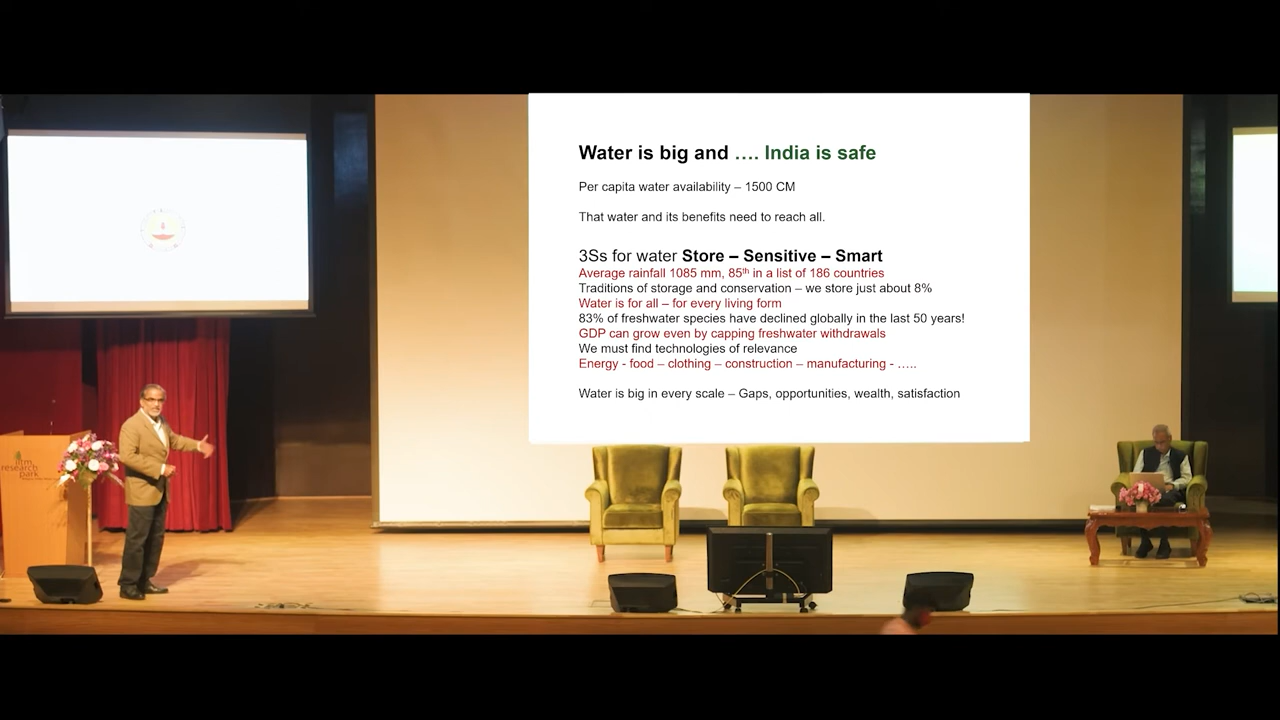 Water is big and …. India is safe
Per capita water availability – 1500 CM
That water and its benefits need to reach all.
3Ss for water Store – Sensitive – Smart
Average rainfall 1085 mm, 85th in a list of 186 countries
Traditions of storage and conservation – we store just about 8%
Water is for all – for every living form
83% of freshwater species have declined globally in the last 50 years!
GDP can grow even by capping freshwater withdrawals
We must find technologies of relevance
Energy - food – clothing – construction – manufacturing - …..
Water is big in every scale – Gaps, opportunities, wealth, satisfaction
iitm
research
park